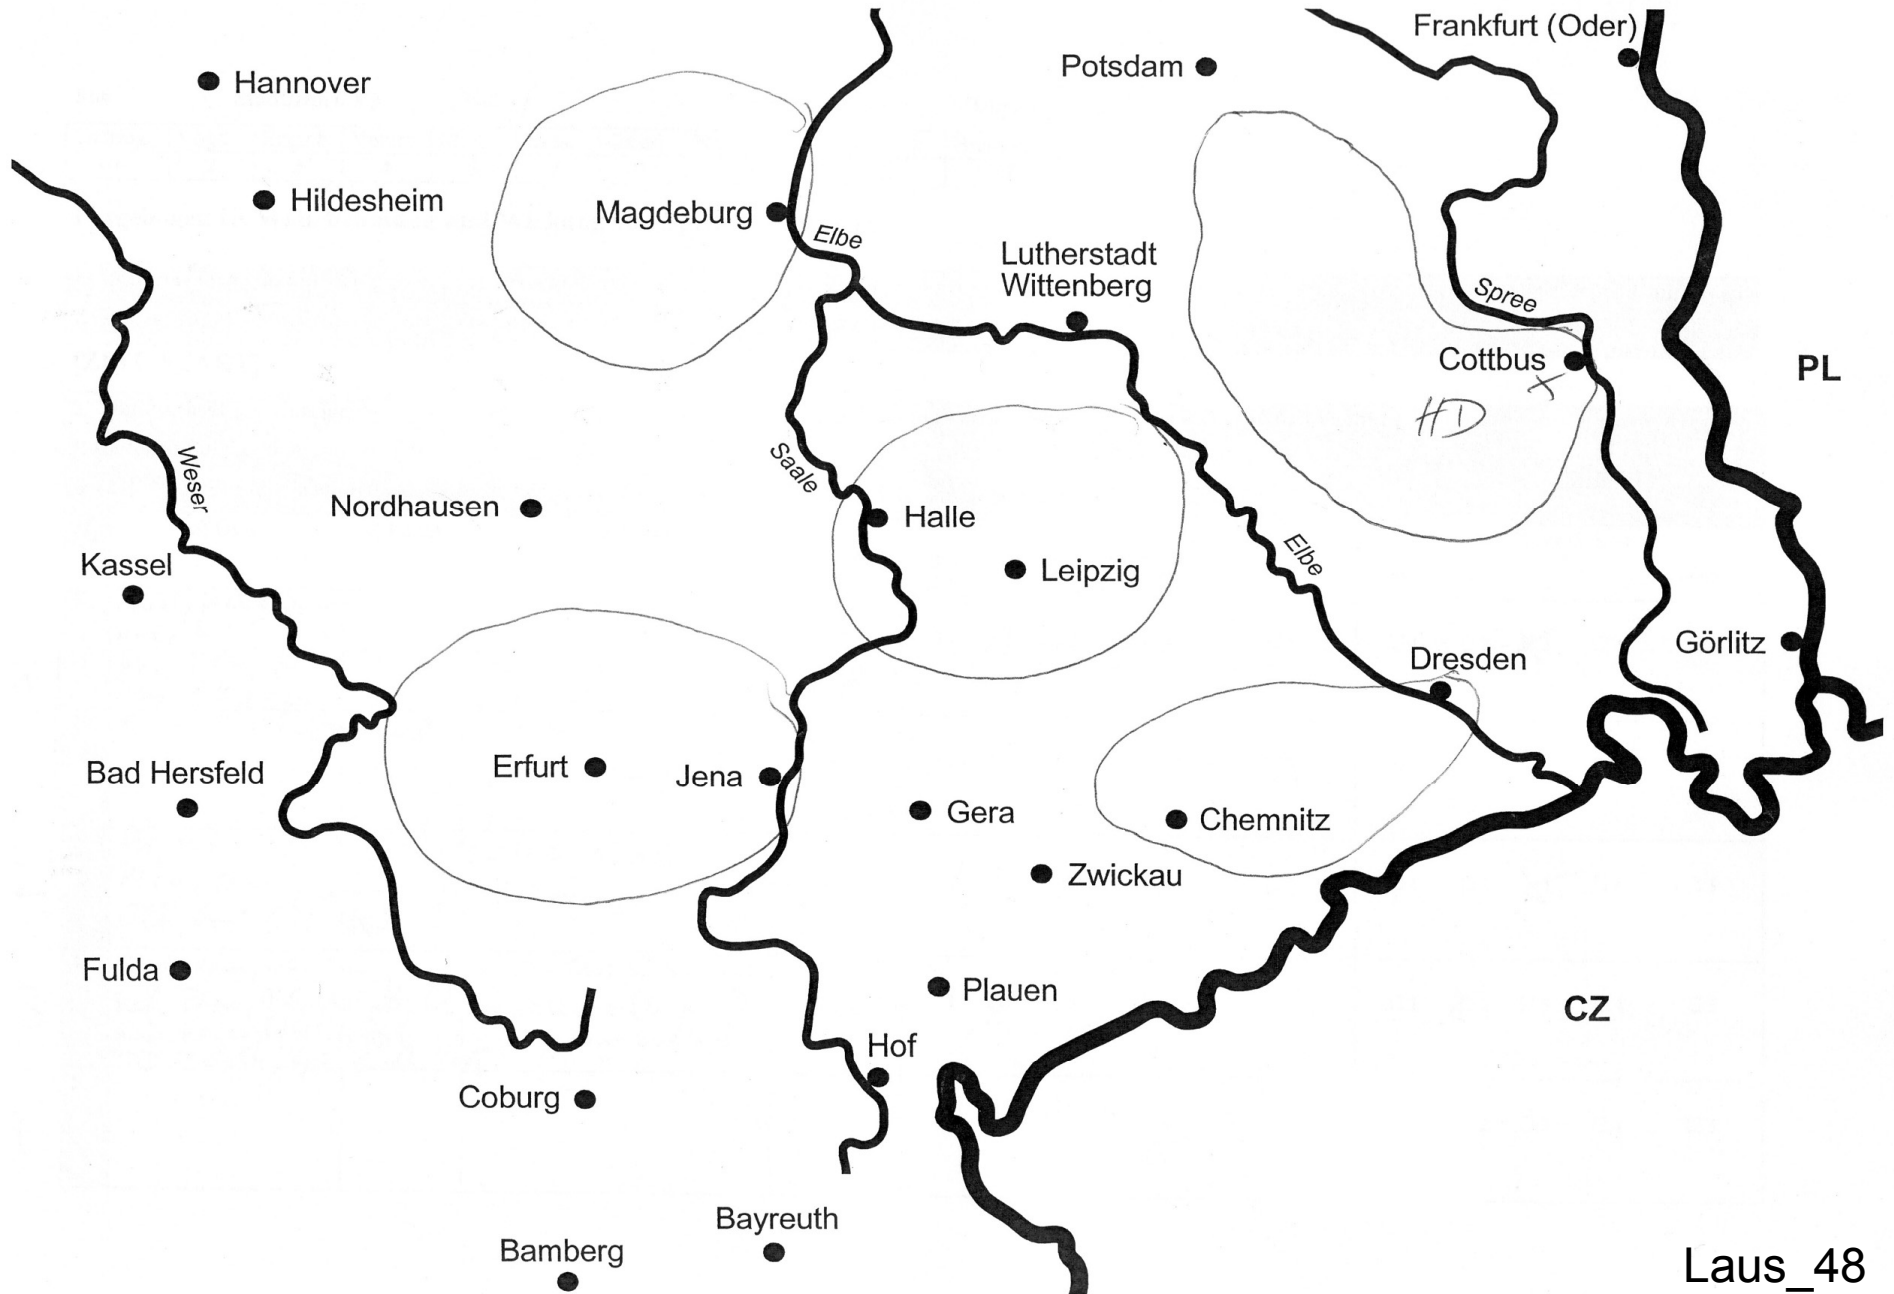 Frankfurt (Oder)
Potsdam
Hannover
Hildesheim
Magdeburg
Elbe
Lutherstadt
Wittenberg
Spree
Cottbus
X
HD
PL
Weser
Saale
Nordhausen
Halle
Leipzig
Elbe
Kassel
Görlitz
Dresden
Bad Hersfeld
Erfurt
Jena
Gera
Chemnitz
Zwickau
Fulda
Plauen
CZ
Hof
Coburg
Bayreuth
Bamberg
Laus_48